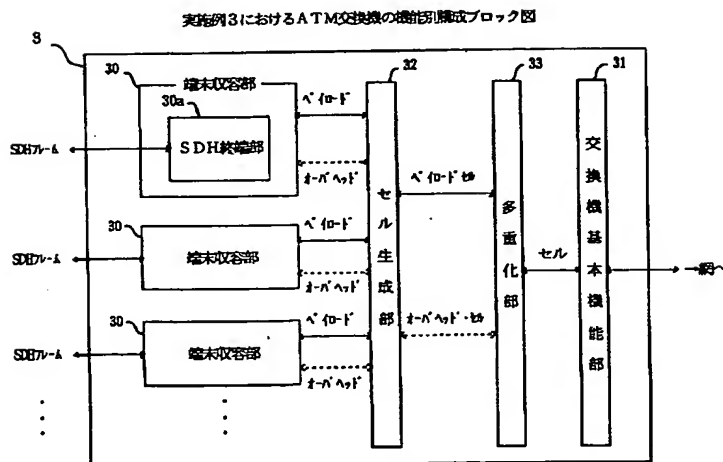 実施例3におけるATM交換機の機能別構成ブロック図
3
30
端末収容部
30a
SDH終端部
SDHフレーム
ペイロード
オーバヘッド
32
セル生成部
33
多重化部
31
交換機基本機能部
ペイロードセル
セル
網へ
30
端末収容部
SDHフレーム
ペイロード
オーバヘッド
30
端末収容部
SDHフレーム
ペイロード
オーバヘッド
オーバヘッド・セル